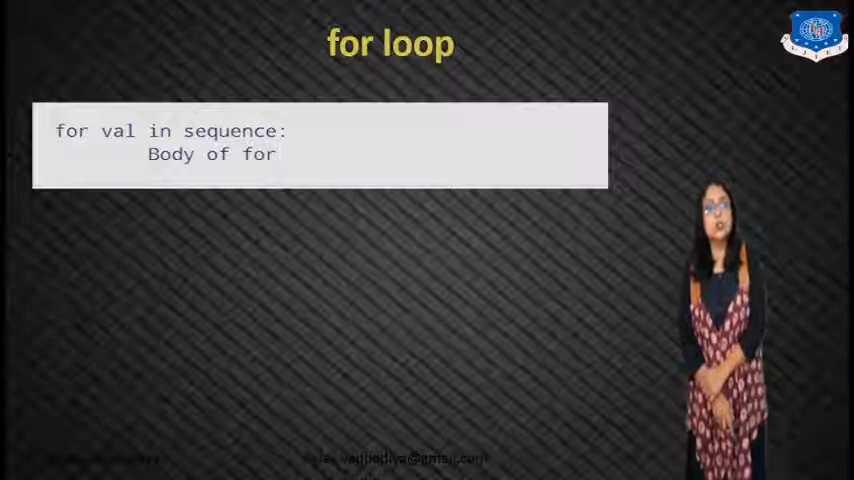 for loop
for val in sequence:
Body of for